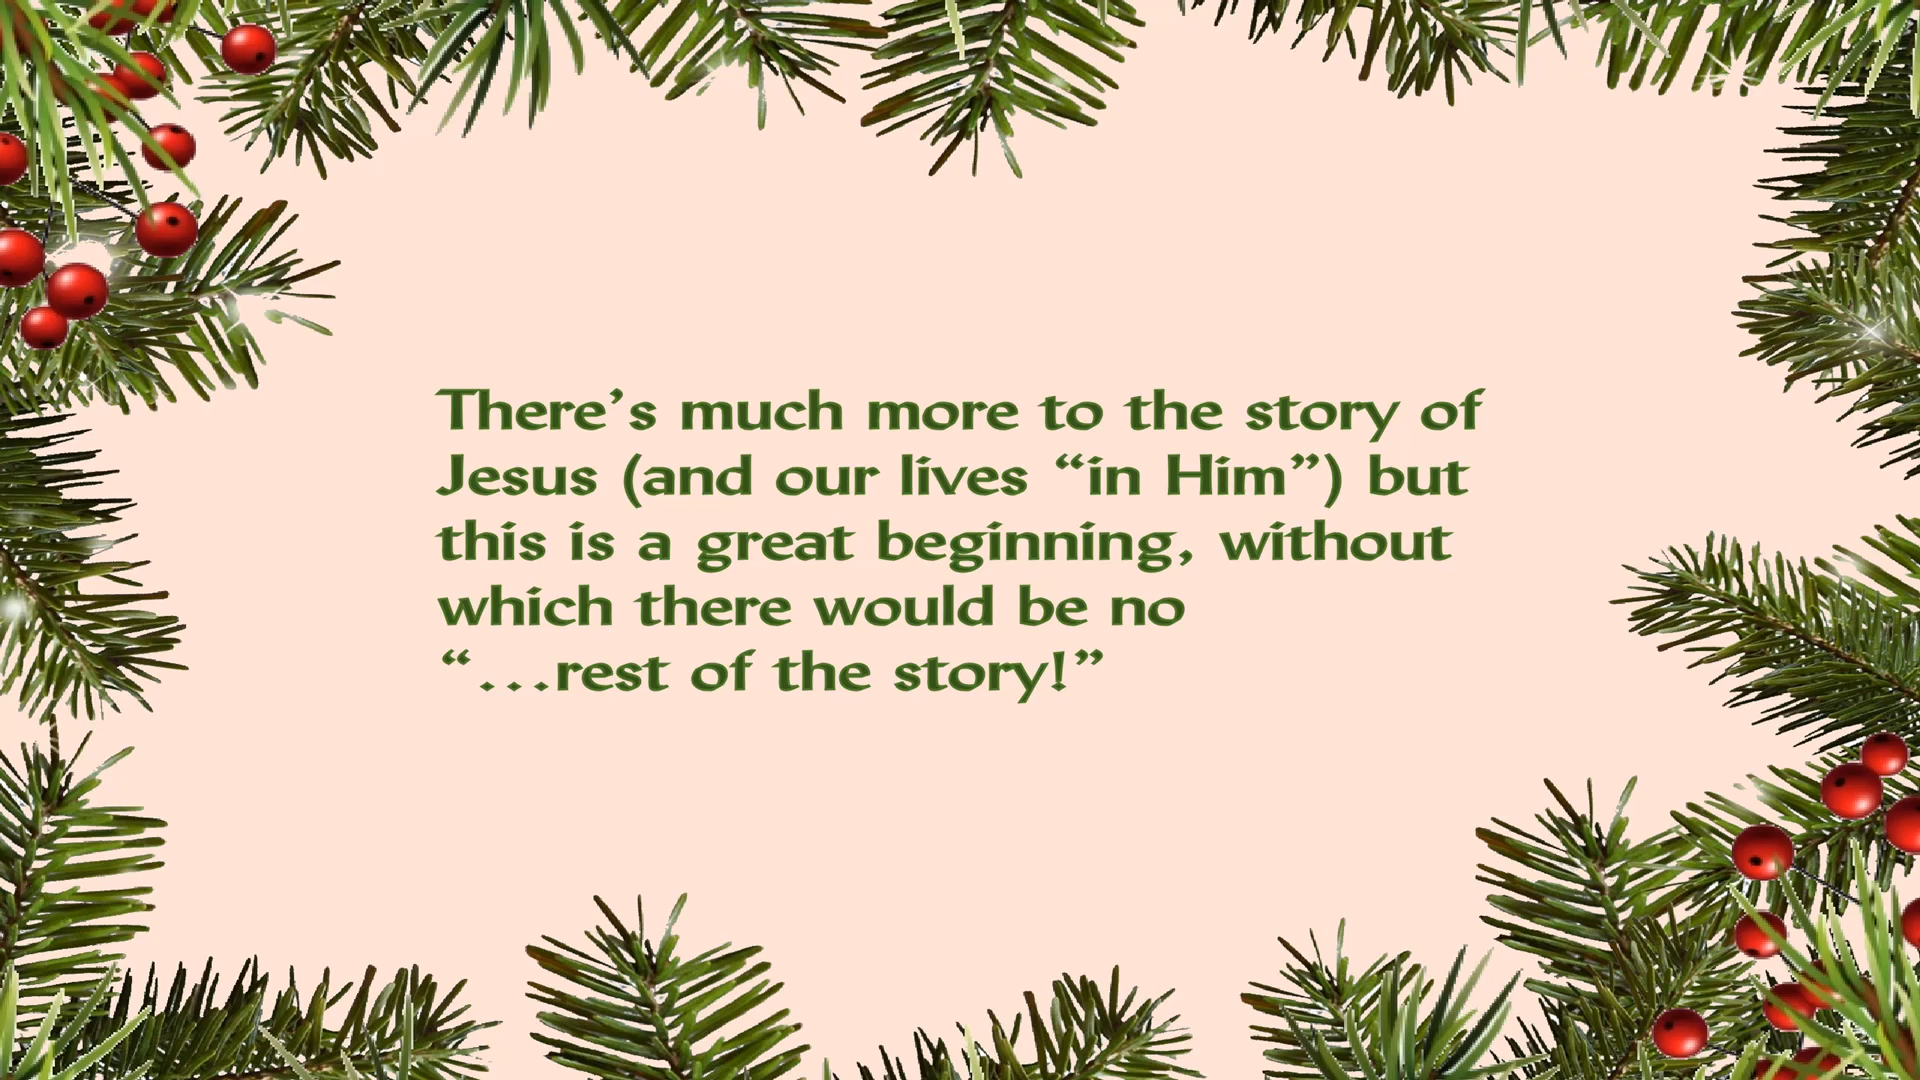 There’s much more to the story of
Jesus (and our lives “in Him”) but
this is a great beginning, without
which there would be no
“...rest of the story!”